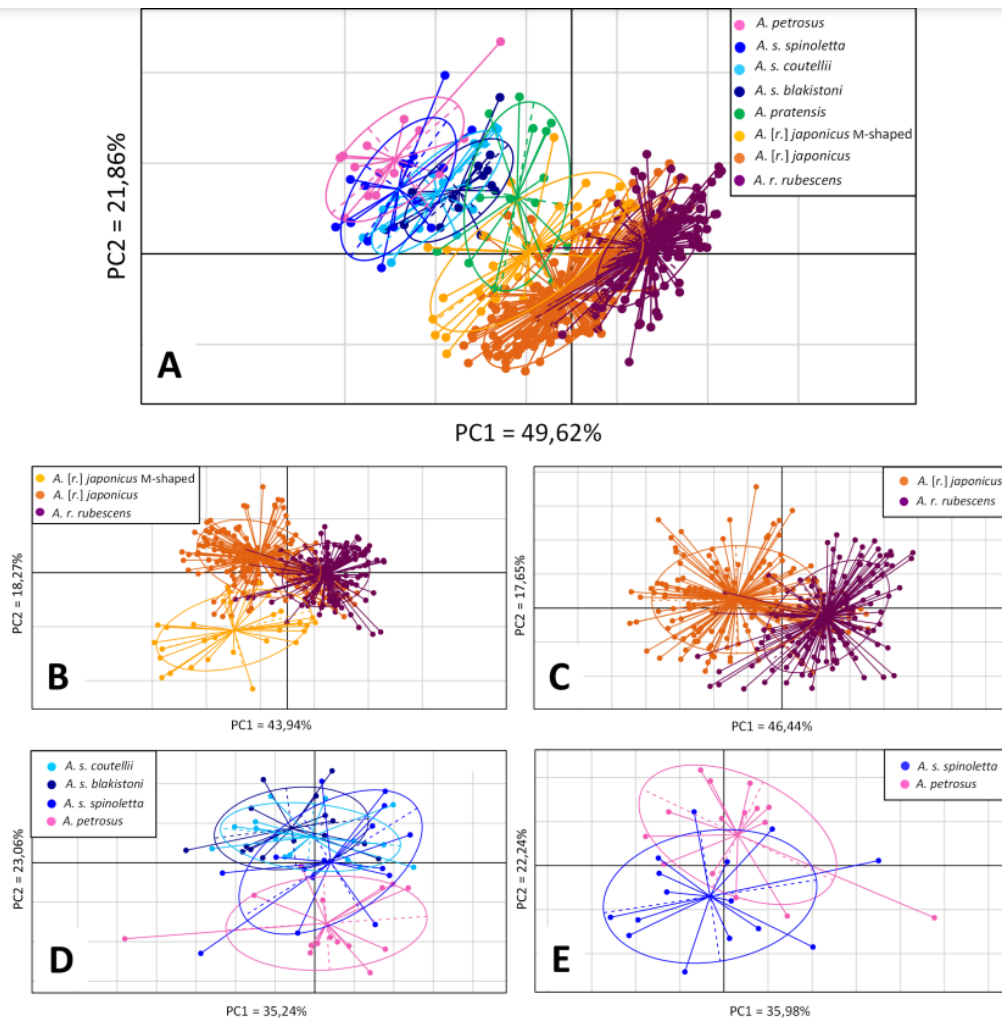 A. petrosus
A. s. spinoletta
A. s. coutellii
A. s. blakistoni
A. pratensis
A. [r.] japonicus M-shaped
A. [r.] japonicus
A. r. rubescens
PC2 = 21,86%
A
PC1 = 49,62%
A. [r.] japonicus M-shaped
A. [r.] japonicus
A. r. rubescens
PC2 = 18,27%
B
PC1 = 43,94%
A. [r.] japonicus
A. r. rubescens
PC2 = 17,65%
C
PC1 = 46,44%
A. s. coutellii
A. s. blakistoni
A. s. spinoletta
A. petrosus
PC2 = 23,06%
D
PC1 = 35,24%
A. s. spinoletta
A. petrosus
PC2 = 22,24%
E
PC1 = 35,98%